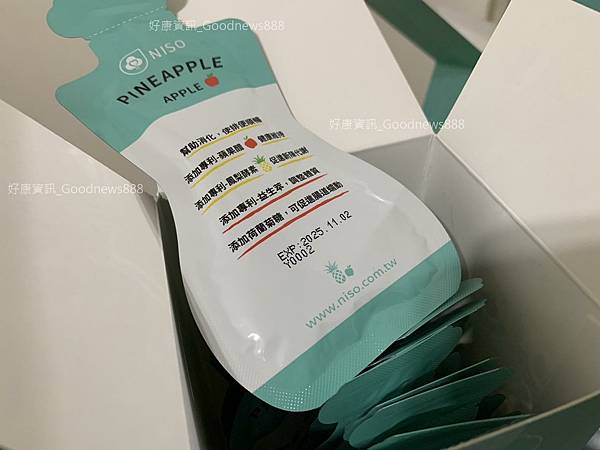 好康資訊_Goodnews888
NISO
PINEAPPLE
APPLE
好康資訊_Goodnews888
好康資訊_Goodnews888
幫助消化，使排便順暢
添加專利-蘋果醋 健康維持
添加專利-鳳梨酵素 促進新陳代謝
添加專利-益生萃，調整體質
添加荷蘭菊糖，可促進腸道蠕動
EXP:2025.11.02
Y0002
www.niso.com.tw